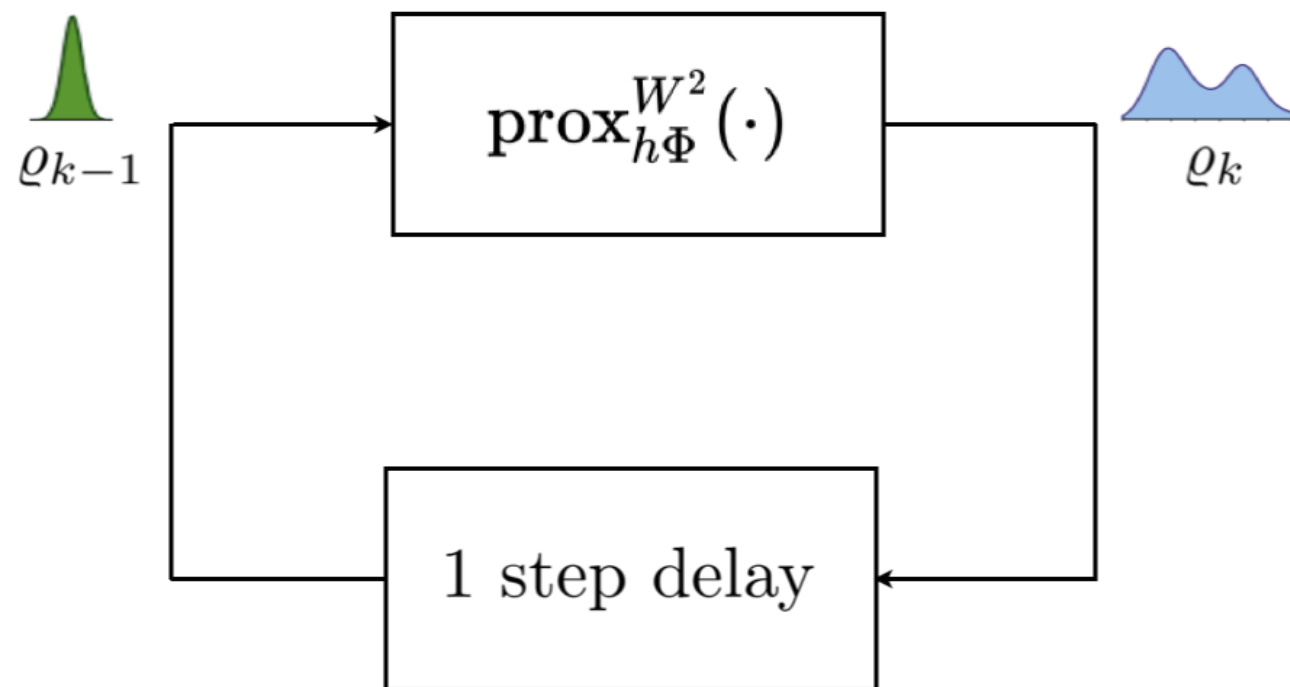 prox_{hΦ}^{W^2}(·)
ϱ_{k−1}
ϱ_k
1 step delay